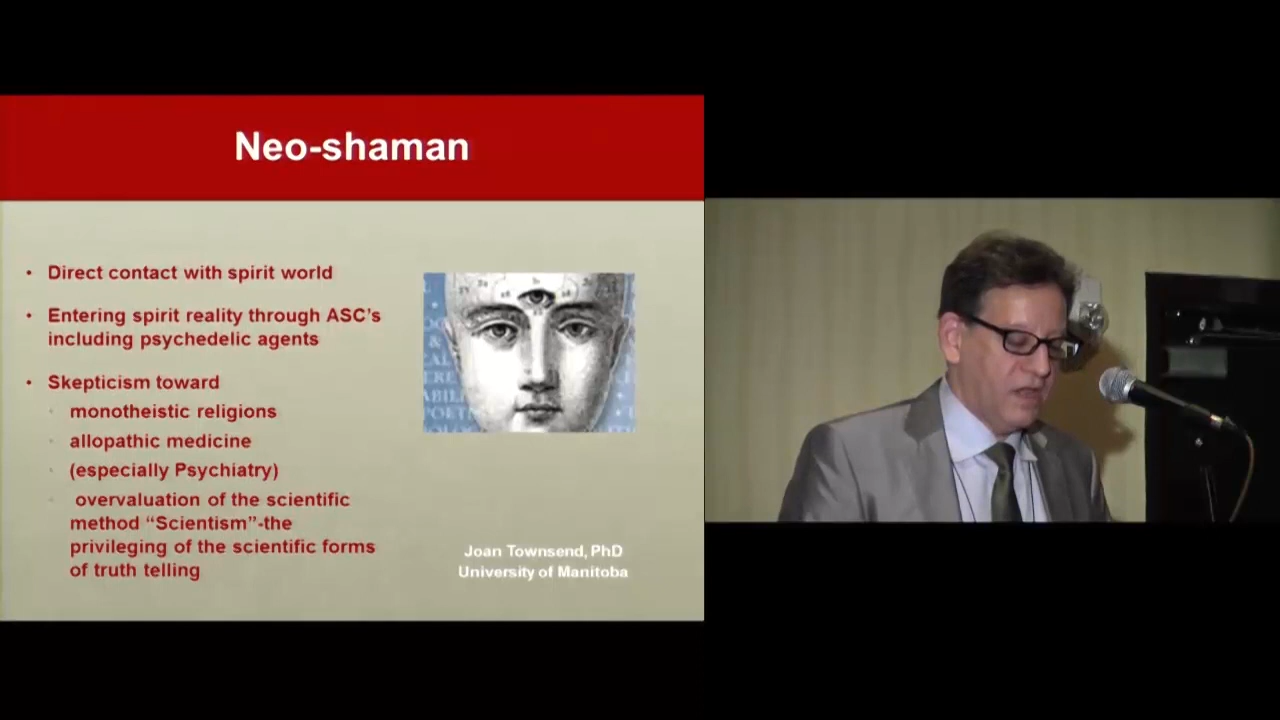 Neo-shaman
• Direct contact with spirit world
• Entering spirit reality through ASC's
including psychedelic agents
• Skepticism toward
monotheistic religions
allopathic medicine
(especially Psychiatry)
overvaluation of the scientific
method “Scientism”-the
privileging of the scientific forms
of truth telling
Joan Townsend, PhD
University of Manitoba